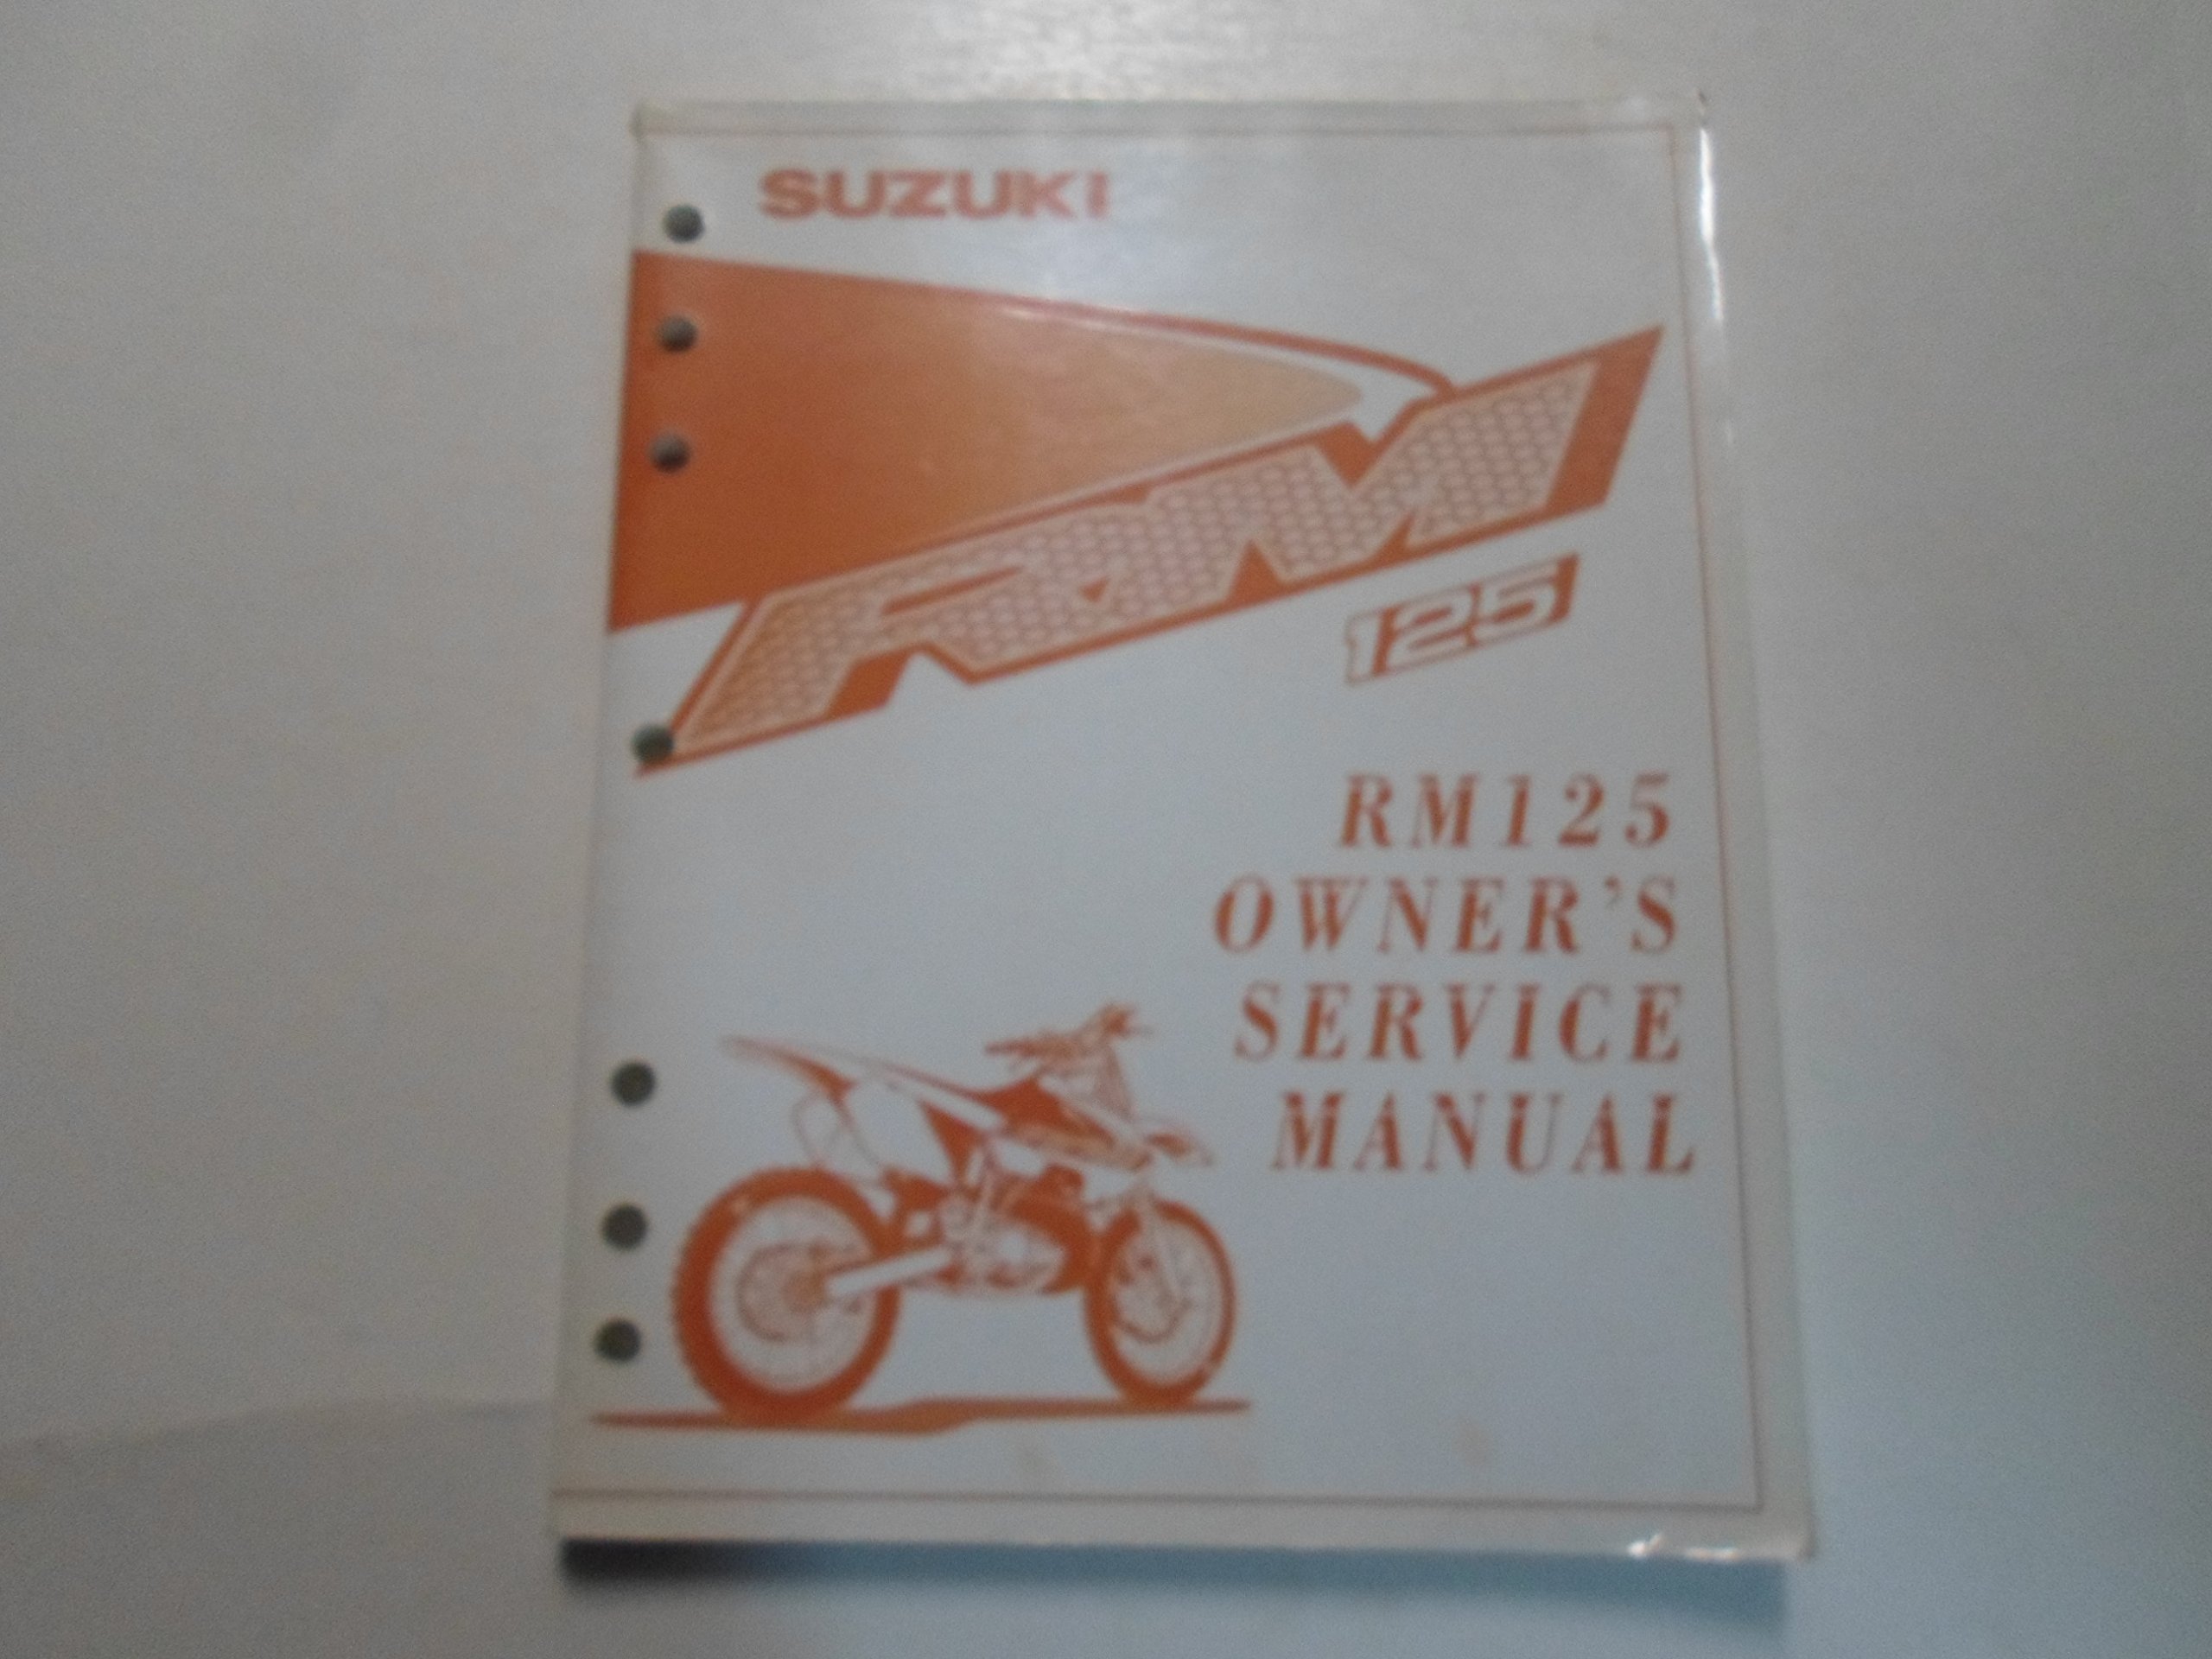 SUZUKI
RM
125
RM125
OWNER'S
SERVICE
MANUAL